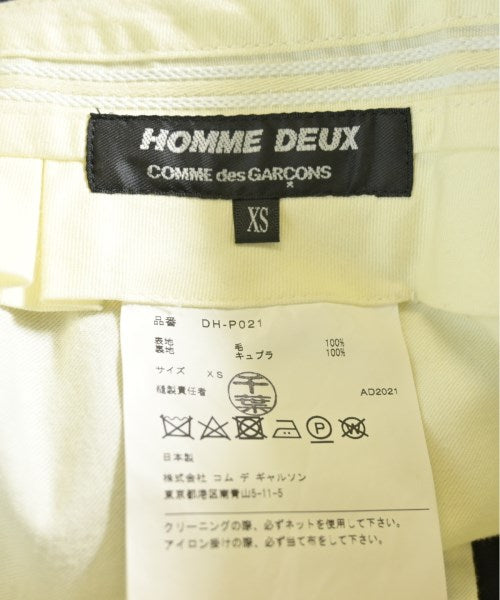 HOMME DEUX
COMME des GARÇONS
XS
品番 DH-P021
表地 毛 100%
裏地 キュプラ 100%
サイズ XS
縫製責任者 千葉 AD2021
P W
日本製
株式会社 コム デ ギャルソン
東京都港区南青山5-11-5
クリーニングの際、必ずネットを使用して下さい。
アイロン掛けの際、必ず当て布をして下さい。